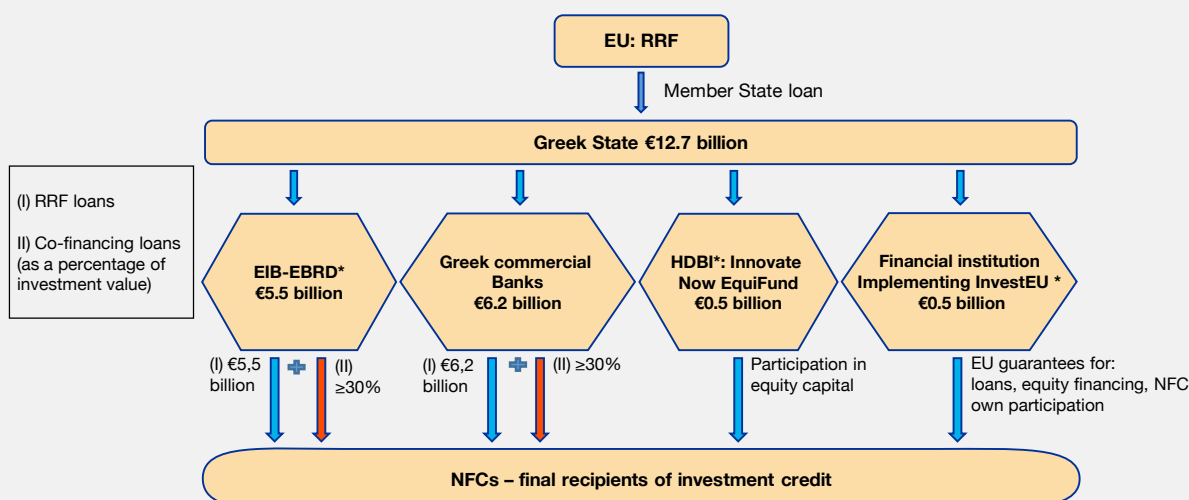 EU: RRF
Member State loan
Greek State €12.7 billion
(I) RRF loans
II) Co-financing loans
(as a percentage of
investment value)
EIB-EBRD*
€5.5 billion
Greek commercial
Banks
€6.2 billion
HDBI*: Innovate
Now EquiFund
€0.5 billion
Financial institution
Implementing InvestEU *
€0.5 billion
(I) €5,5
billion
(II)
≥30%
(I) €6,2
billion
(II) ≥30%
Participation in
equity capital
EU guarantees for:
loans, equity financing, NFC
own participation
NFCs – final recipients of investment credit